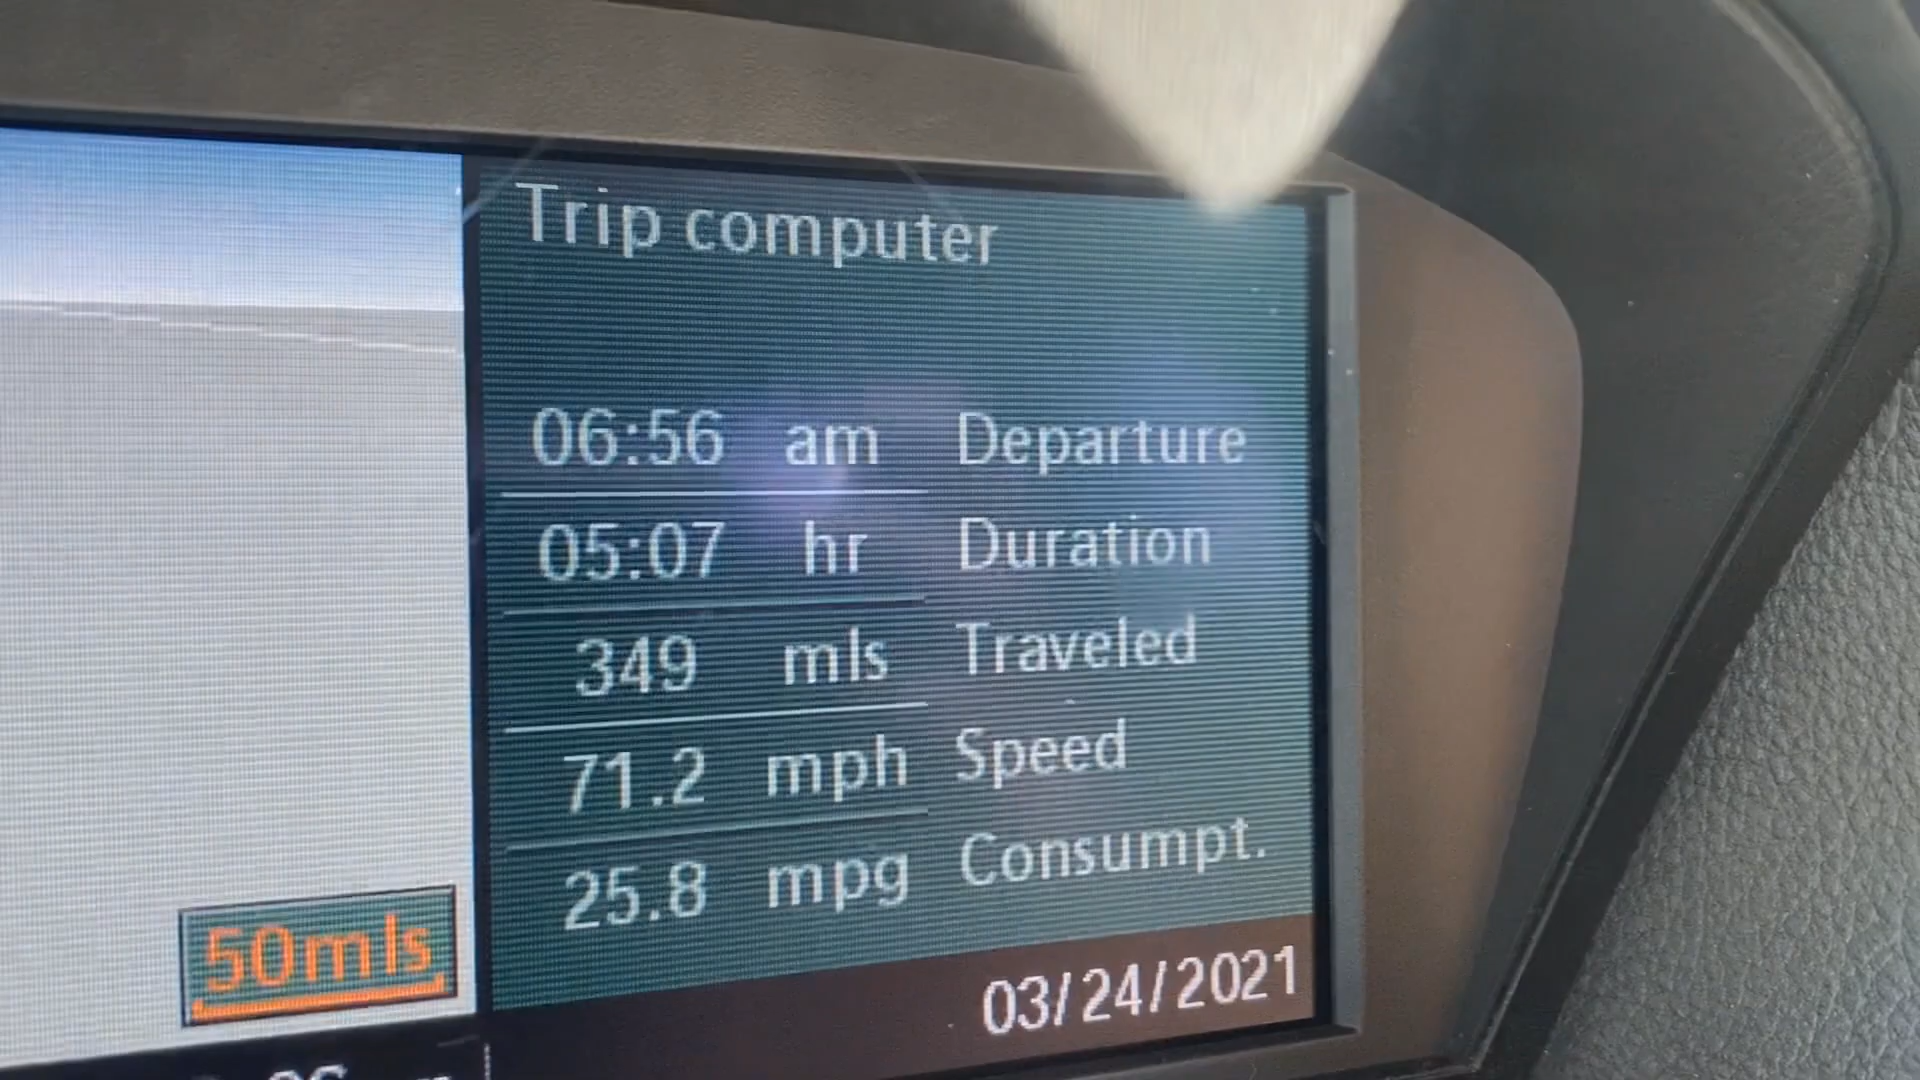 Trip computer
06:56 am Departure
05:07 hr Duration
349 mls Traveled
71.2 mph Speed
25.8 mpg Consumpt.
50mls
03/24/2021